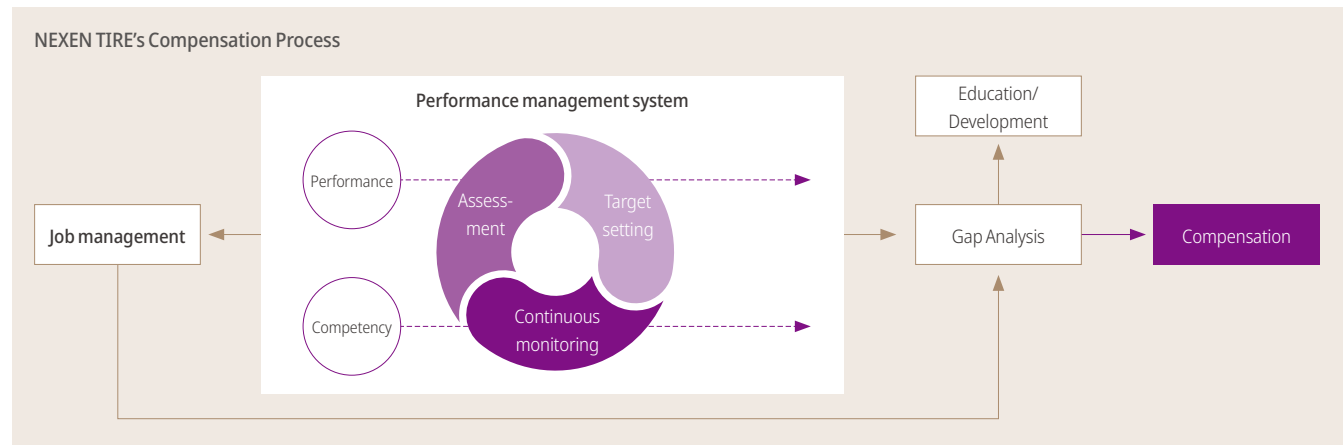 NEXEN TIRE’s Compensation Process
Performance management system
Performance
Competency
Assess-
ment
Target
setting
Continuous
monitoring
Job management
Education/
Development
Gap Analysis
Compensation